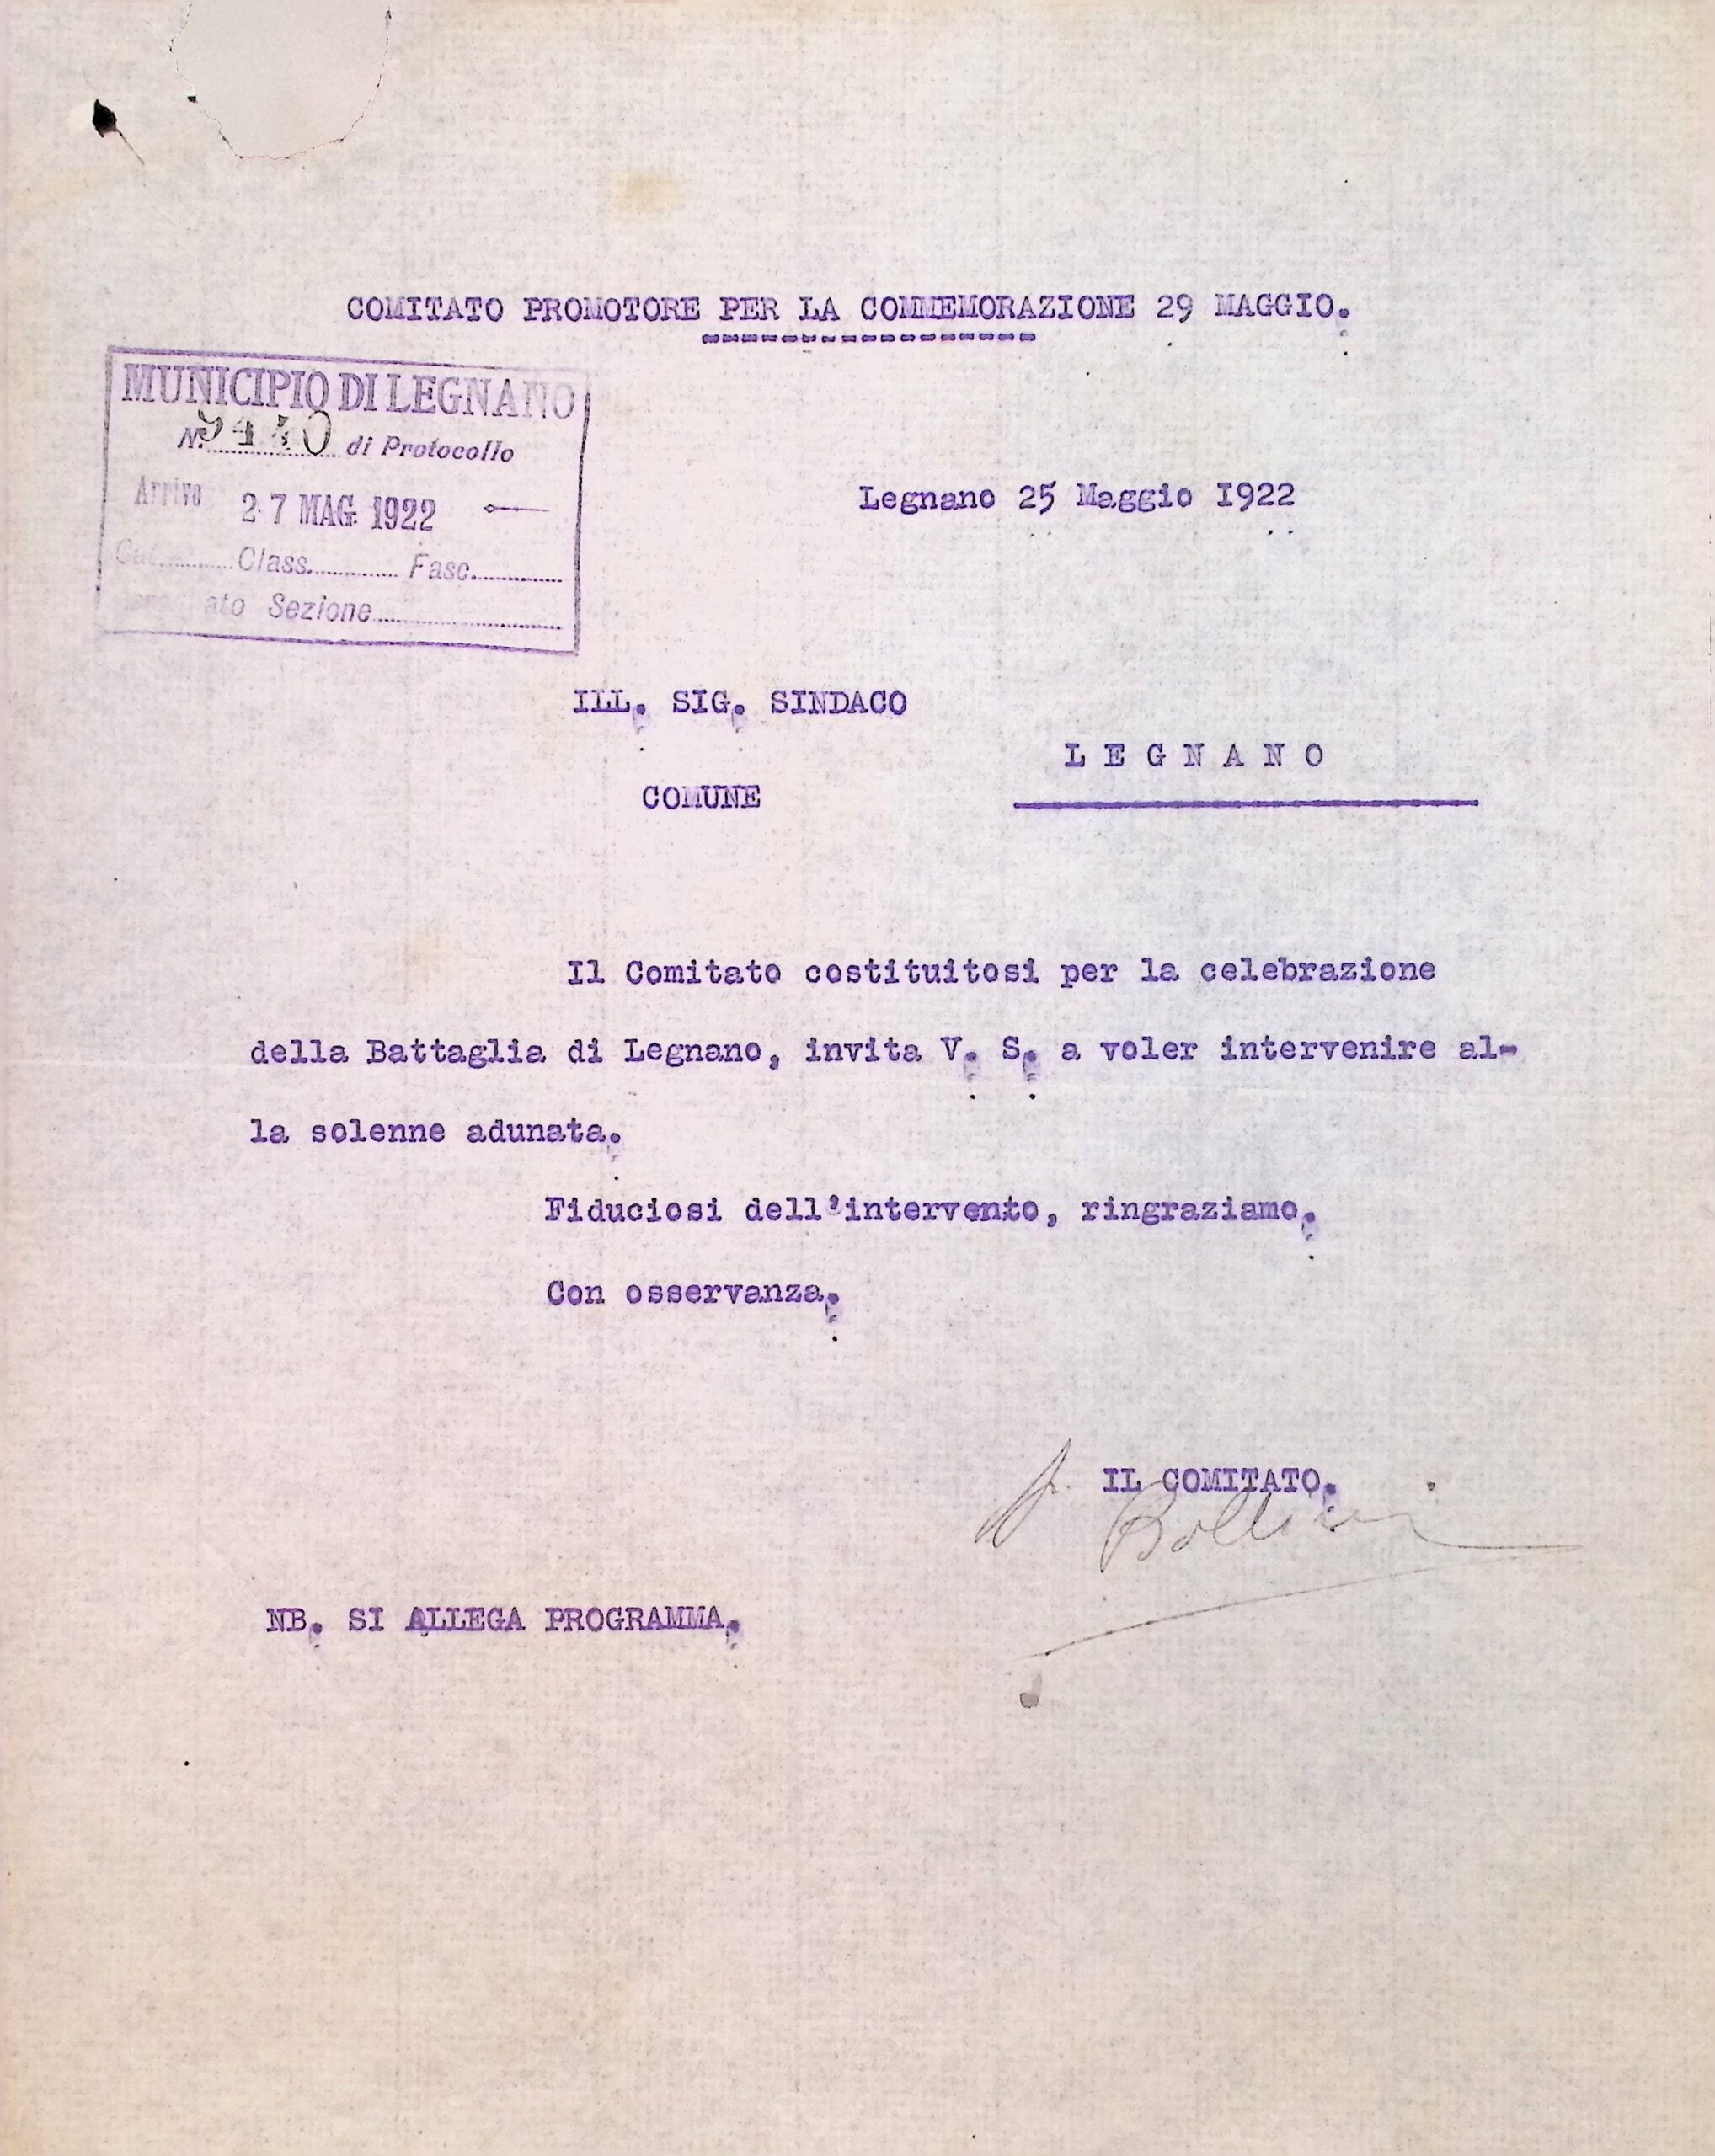 COMITATO PROMOTORE PER LA COMMEMORAZIONE 29 MAGGIO.
MUNICIPIO DI LEGNANO
N. di Protocollo
Arrivo 27 MAG 1922
Cat. Class. Fasc.
Sezione
Legnano 25 Maggio I922
ILL. SIG. SINDACO
LEGNANO
COMUNE
Il Comitato costituitosi per la celebrazione
della Battaglia di Legnano, invita V. S. a voler intervenire al-
la solenne adunata.
Fiduciosi dell'intervento, ringraziamo.
Con osservanza.
IL COMITATO.
NB. SI ALLEGA PROGRAMMA.